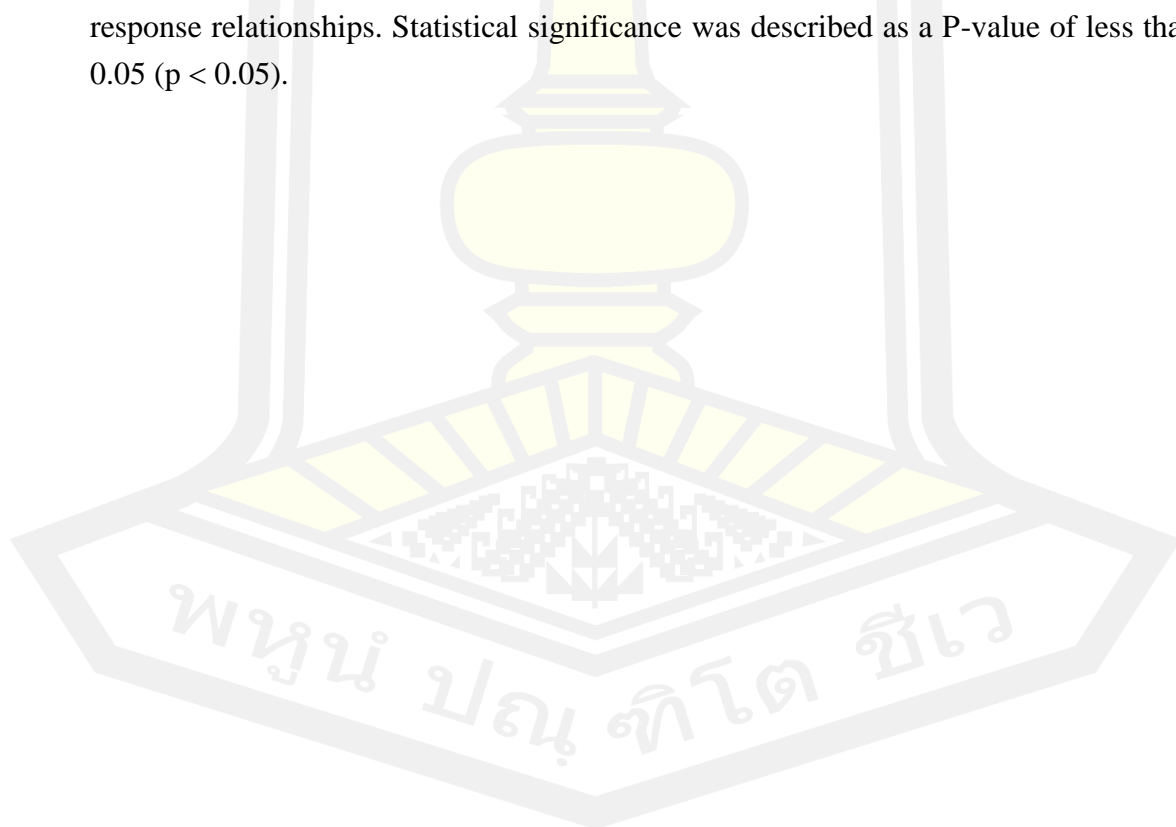 response relationships. Statistical significance was described as a P-value of less tha
0.05 (p < 0.05).
พหูนํ ปณฺฑิโต ชีเว